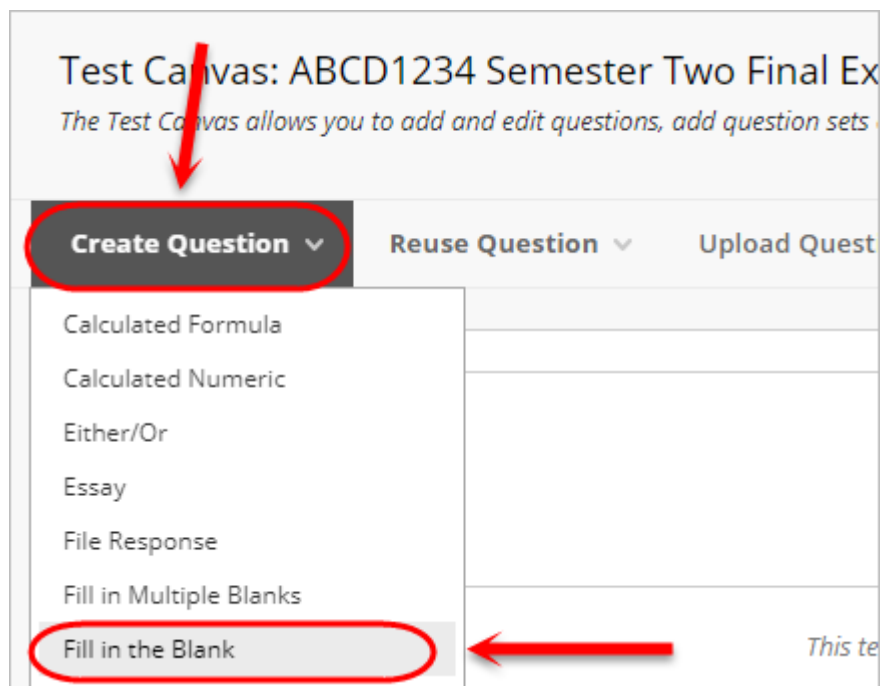 Test Canvas: ABCD1234 Semester Two Final Ex
The Test Canvas allows you to add and edit questions, add question sets
Create Question Reuse Question Upload Quest
Calculated Formula
Calculated Numeric
Either/Or
Essay
File Response
Fill in Multiple Blanks
Fill in the Blank
This te